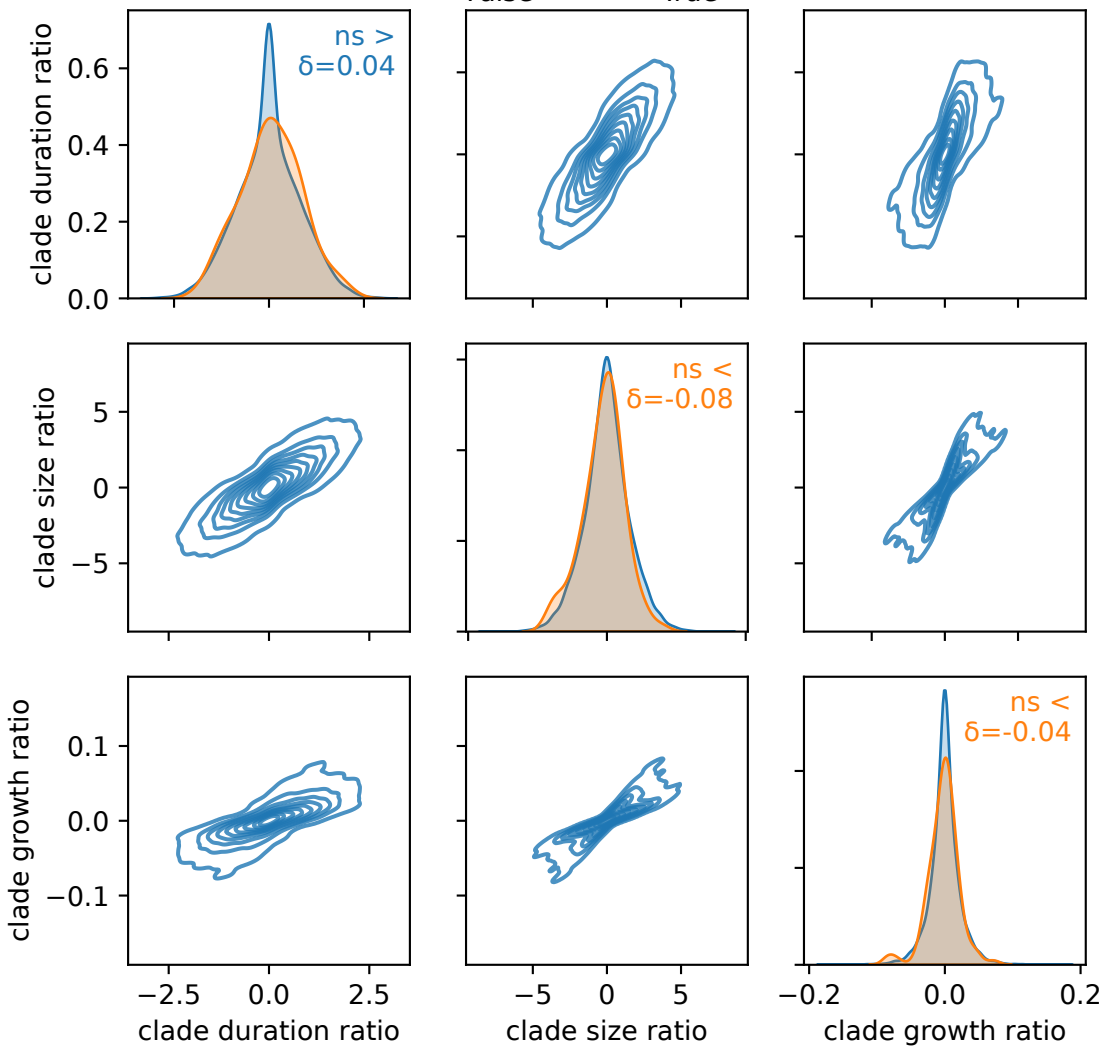 clade duration ratio
0.6
0.4
0.2
0.0
ns >
δ=0.04
clade size ratio
5
0
−5
ns <
δ=-0.08
clade growth ratio
0.1
0.0
−0.1
ns <
δ=-0.04
−2.5 0.0 2.5
−5 0 5
−0.2 0.0 0.2
clade duration ratio
clade size ratio
clade growth ratio